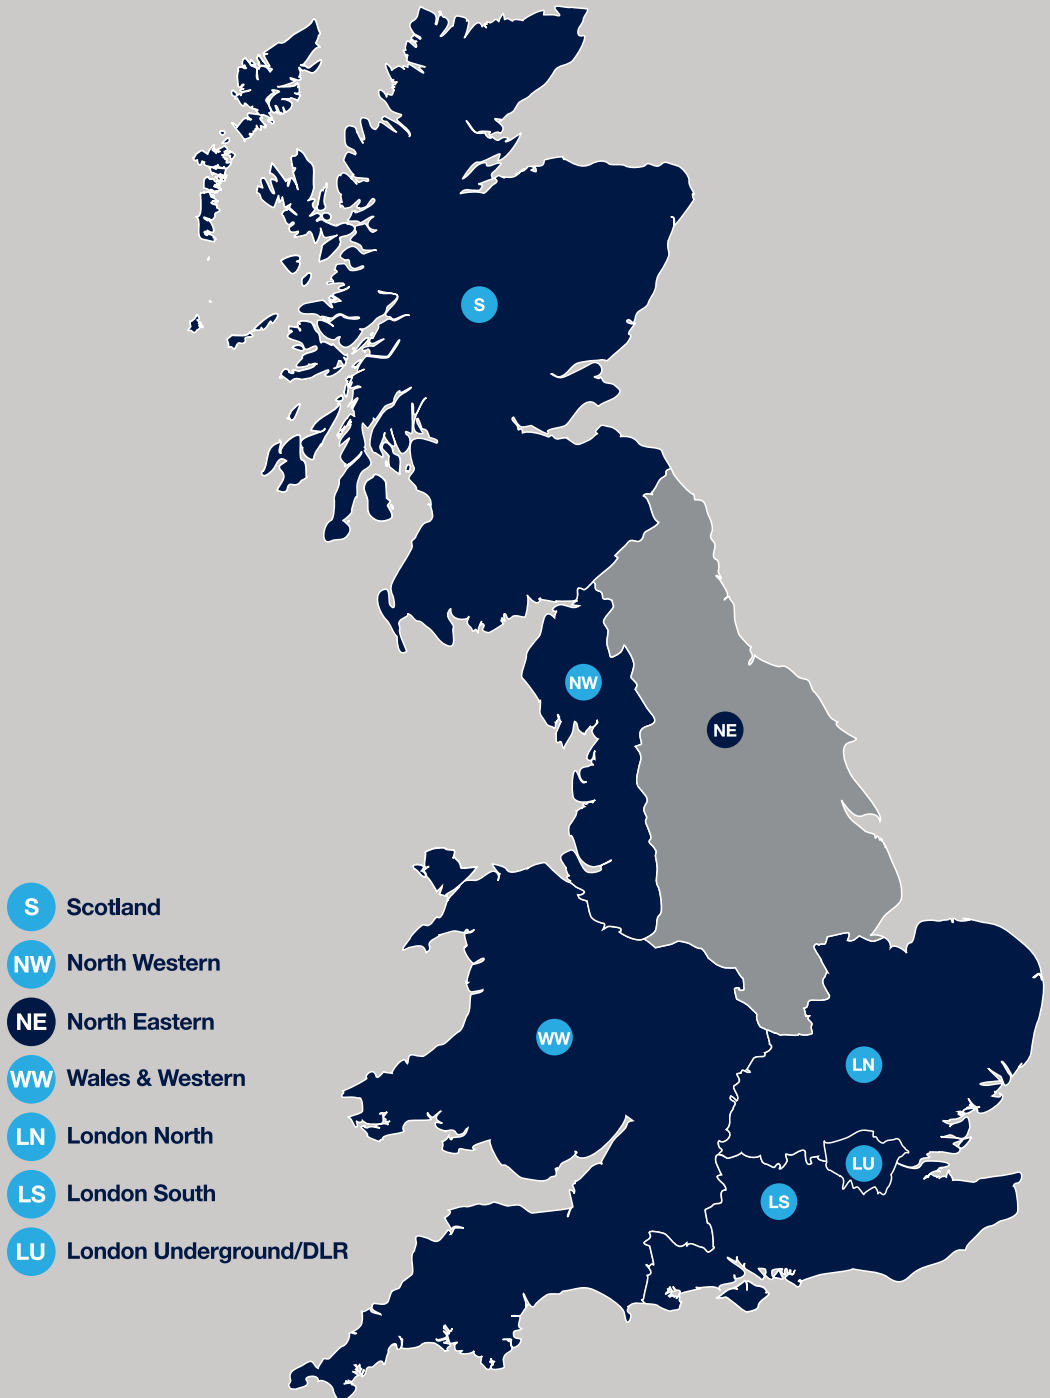 S
NW
NE
WW
LN
LU
LS
S Scotland
NW North Western
NE North Eastern
WW Wales & Western
LN London North
LS London South
LU London Underground/DLR